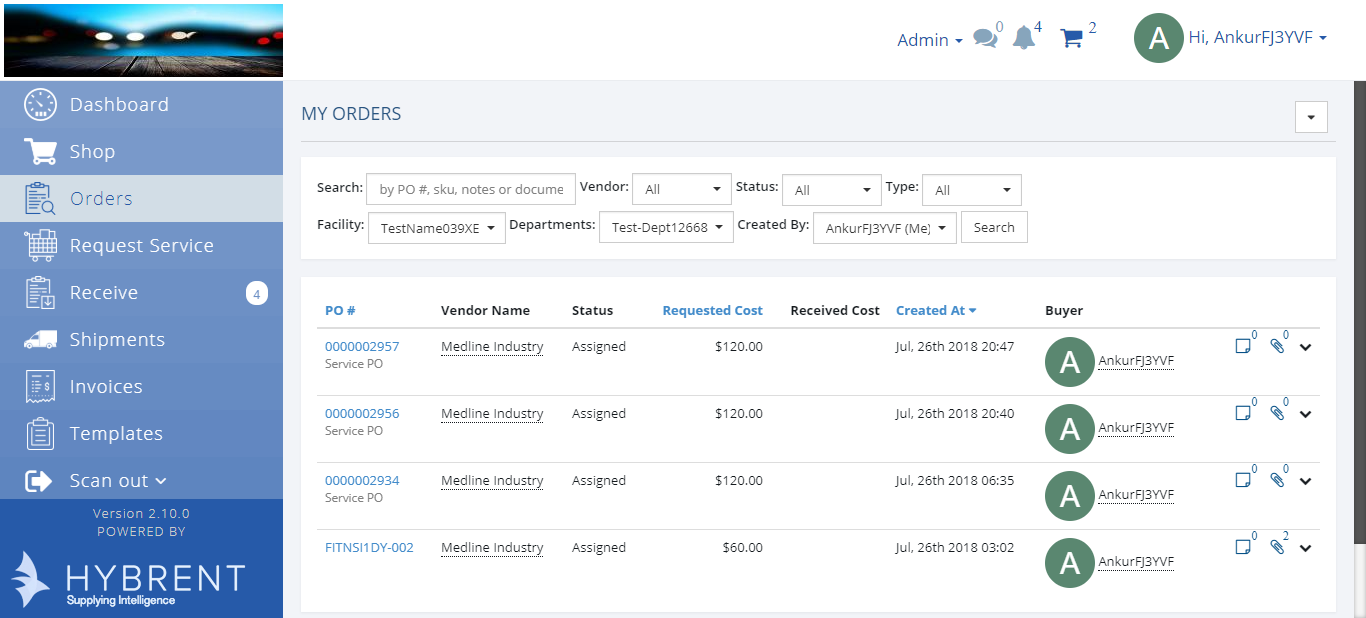 Admin 0 4 2 A Hi, AnkurFJ3YVF
Dashboard
Shop
Orders
Request Service
Receive 4
Shipments
Invoices
Templates
Scan out
Version 2.10.0
POWERED BY
HYBRENT
Supplying Intelligence
MY ORDERS
Search: by PO #, sku, notes or docume Vendor: All Status: All Type: All
Facility: TestName039XE Departments: Test-Dept12668 Created By: AnkurFJ3YVF (Me) Search
PO # Vendor Name Status Requested Cost Received Cost Created At Buyer
0000002957 Medline Industry Assigned $120.00 Jul, 26th 2018 20:47 A AnkurFJ3YVF 0 0
Service PO
0000002956 Medline Industry Assigned $120.00 Jul, 26th 2018 20:40 A AnkurFJ3YVF 0 0
Service PO
0000002934 Medline Industry Assigned $120.00 Jul, 26th 2018 06:35 A AnkurFJ3YVF 0 0
Service PO
FITNSI1DY-002 Medline Industry Assigned $60.00 Jul, 26th 2018 03:02 A AnkurFJ3YVF 0 2